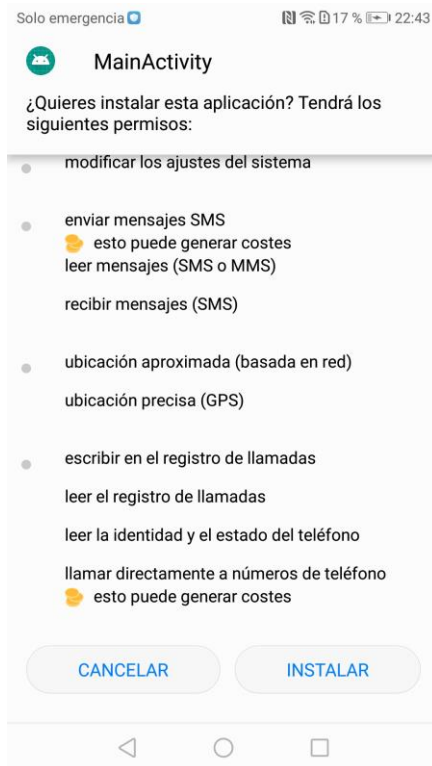 Solo emergencia 17 % 22:43
MainActivity
¿Quieres instalar esta aplicación? Tendrá los
siguientes permisos:
modificar los ajustes del sistema
enviar mensajes SMS
esto puede generar costes
leer mensajes (SMS o MMS)
recibir mensajes (SMS)
ubicación aproximada (basada en red)
ubicación precisa (GPS)
escribir en el registro de llamadas
leer el registro de llamadas
leer la identidad y el estado del teléfono
llamar directamente a números de teléfono
esto puede generar costes
CANCELAR INSTALAR